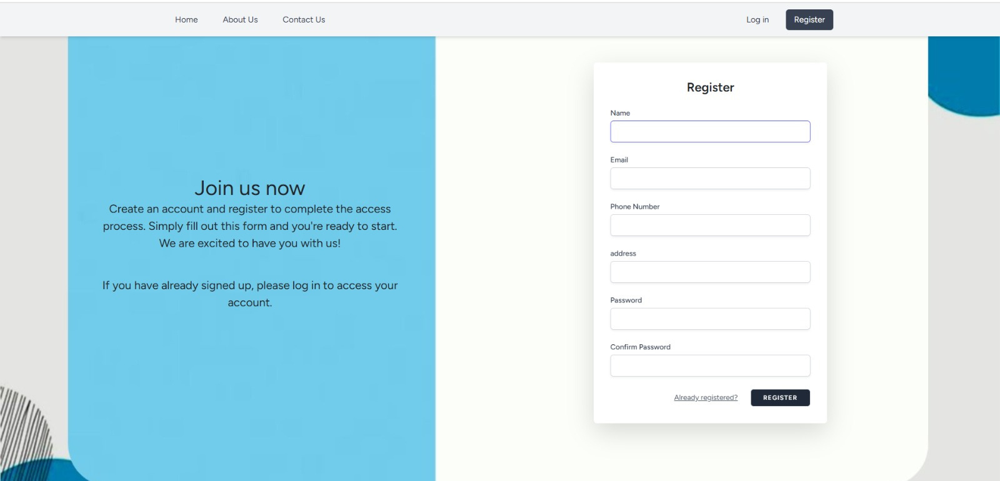 Home About Us Contact Us Log in Register
Join us now
Create an account and register to complete the access
process. Simply fill out this form and you're ready to start.
We are excited to have you with us!
If you have already signed up, please log in to access your
account.
Register
Name
Email
Phone Number
address
Password
Confirm Password
Already registered? REGISTER